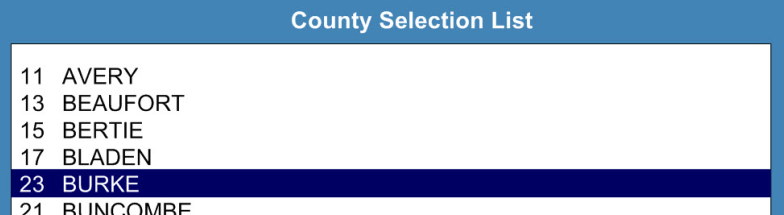 County Selection List
11 AVERY
13 BEAUFORT
15 BERTIE
17 BLADEN
23 BURKE
21 BUNCOMBE